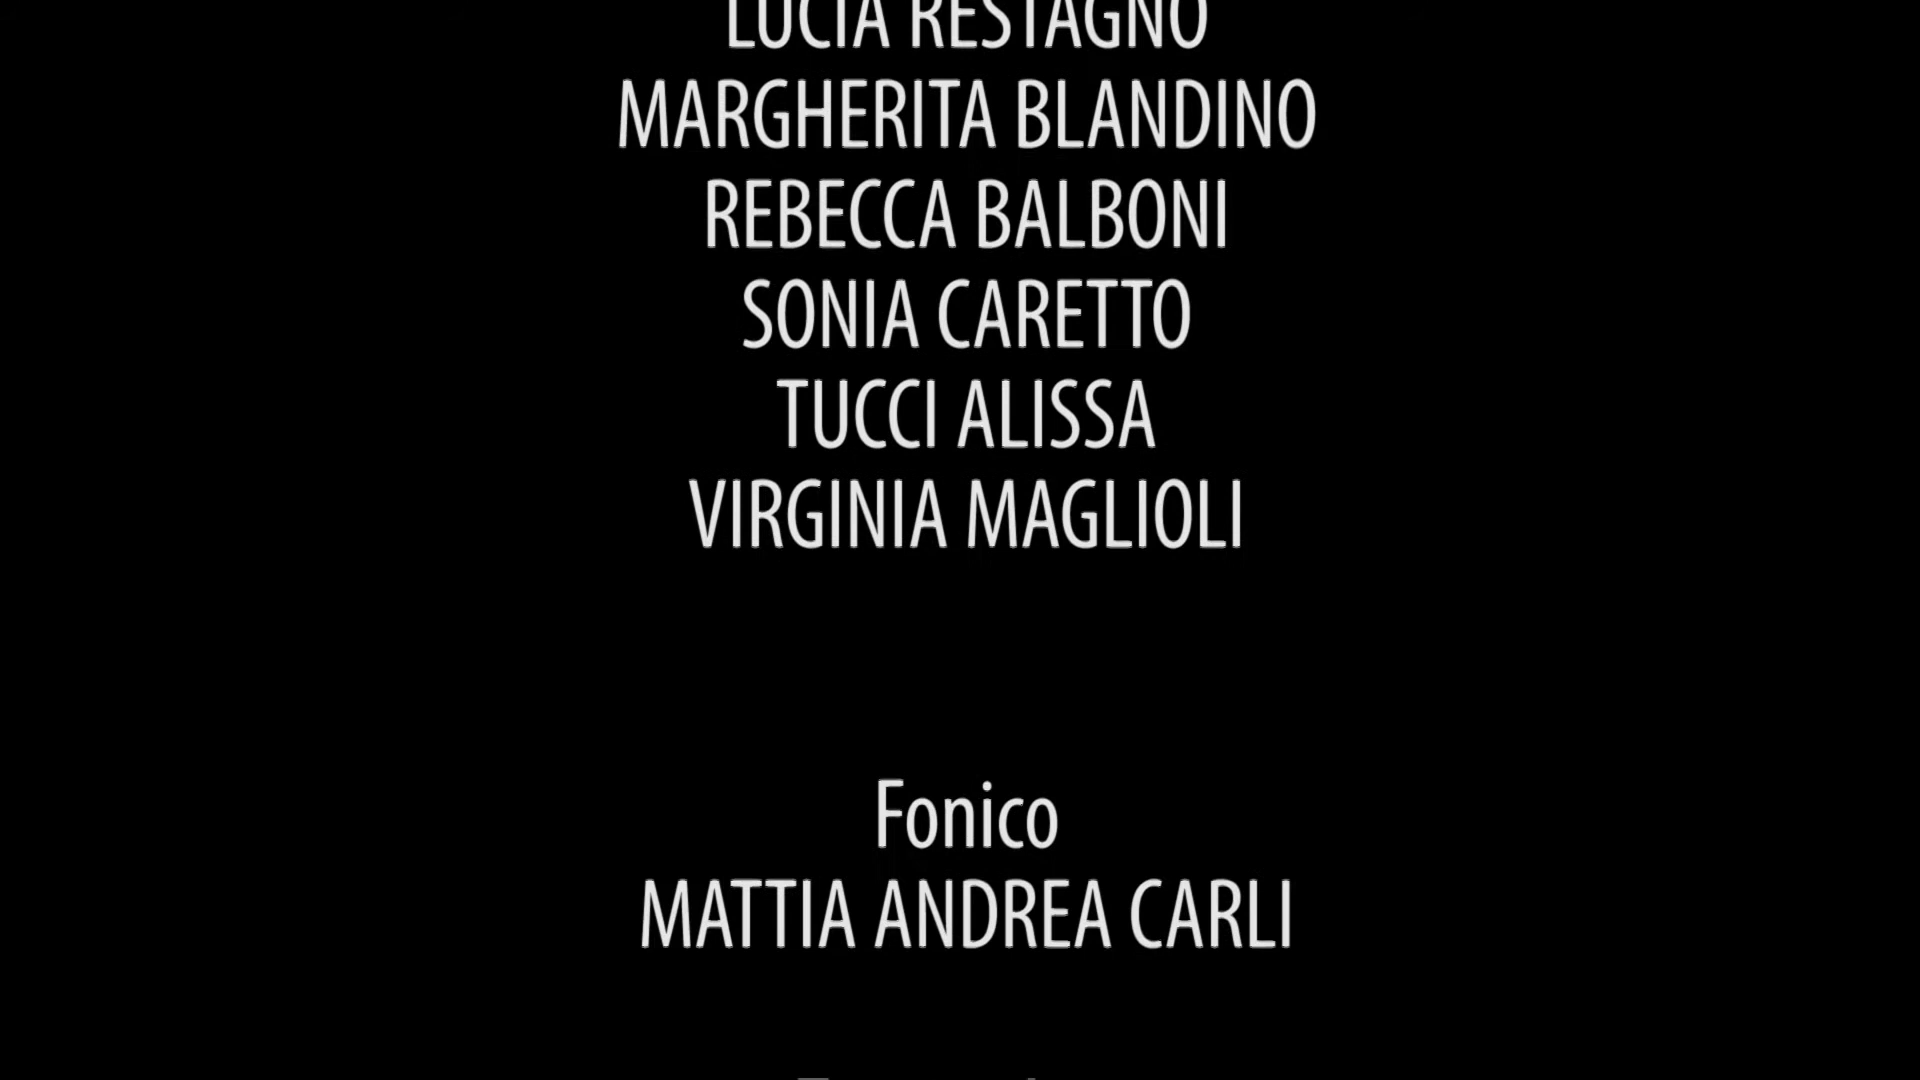 LUCIA RESTAGNO
MARGHERITA BLANDINO
REBECCA BALBONI
SONIA CARETTO
TUCCI ALISSA
VIRGINIA MAGLIOLI
Fonico
MATTIA ANDREA CARLI